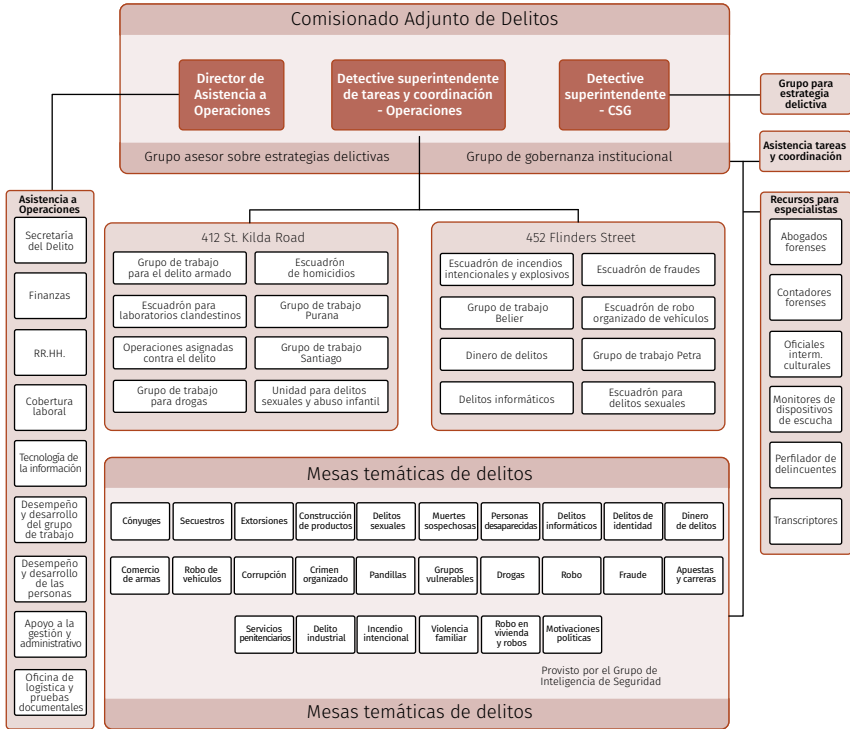 Comisionado Adjunto de Delitos
Director de
Asistencia a
Operaciones
Detective superintendente
de tareas y coordinación
- Operaciones
Detective
superintendente
- CSG
Grupo asesor sobre estrategias delictivas
Grupo de gobernanza institucional
Grupo para
estrategia
delictiva
Asistencia tareas
y coordinación
Asistencia a
Operaciones
Secretaría
del Delito
Finanzas
RR.HH.
Cobertura
laboral
Tecnología de
la información
Desempeño
y desarrollo
del grupo
de trabajo
Desempeño
y desarrollo
de las
personas
Apoyo a la
gestión y
administrativo
Oficina de
logística y
pruebas
documentales
412 St. Kilda Road
Grupo de trabajo
para el delito armado
Escuadrón
de homicidios
Escuadrón para
laboratorios clandestinos
Grupo de trabajo
Purana
Operaciones asignadas
contra el delito
Grupo de trabajo
Santiago
Grupo de trabajo
para drogas
Unidad para delitos
sexuales y abuso infantil
452 Flinders Street
Escuadrón de incendios
intencionales y explosivos
Escuadrón de fraudes
Grupo de trabajo
Belier
Escuadrón de robo
organizado de vehículos
Dinero de delitos
Grupo de trabajo Petra
Delitos informáticos
Escuadrón para
delitos sexuales
Recursos para
especialistas
Abogados
forenses
Contadores
forenses
Oficiales
interm.
culturales
Monitores de
dispositivos
de escucha
Perfilador de
delincuentes
Transcriptores
Mesas temáticas de delitos
Cónyuges
Secuestros
Extorsiones
Construcción
de productos
Delitos
sexuales
Muertes
sospechosas
Personas
desaparecidas
Delitos
informáticos
Delitos de
identidad
Dinero
de delitos
Comercio
de armas
Robo de
vehículos
Corrupción
Crimen
organizado
Pandillas
Grupos
vulnerables
Drogas
Robo
Fraude
Apuestas
y carreras
Servicios
penitenciarios
Delito
industrial
Incendio
intencional
Violencia
familiar
Robo en
vivienda
y robos
Motivaciones
políticas
Provisto por el Grupo de
Inteligencia de Seguridad
Mesas temáticas de delitos